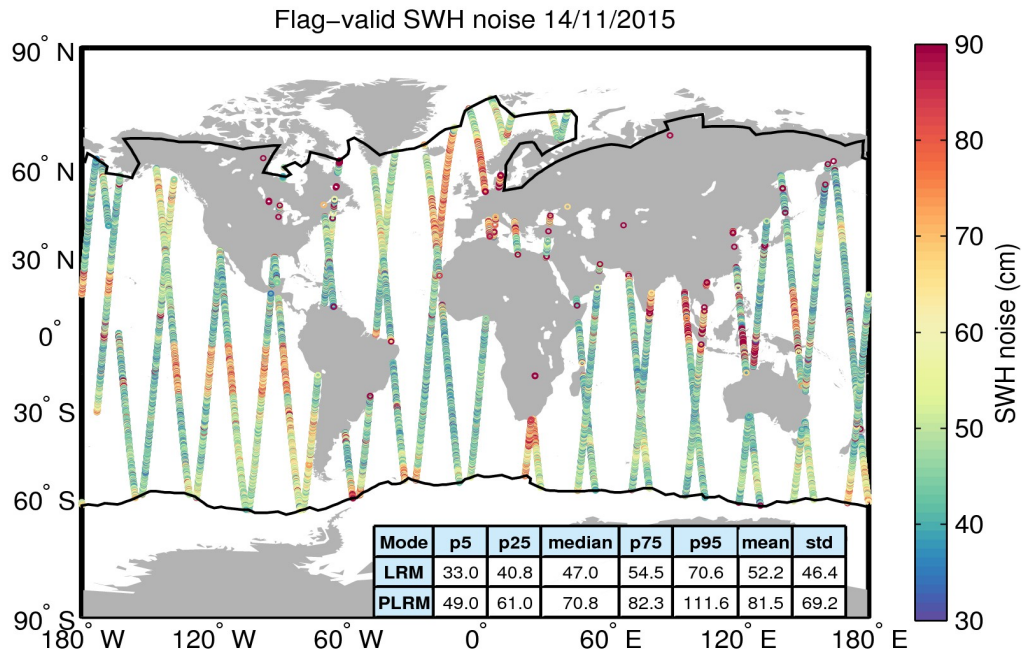 Flag−valid SWH noise 14/11/2015
90° N
60° N
30° N
0°
30° S
60° S
90° S
180° W
120° W
60° W
0°
60° E
120° E
180° E
Mode p5 p25 median p75 p95 mean std
LRM 33.0 40.8 47.0 54.5 70.6 52.2 46.4
PLRM 49.0 61.0 70.8 82.3 111.6 81.5 69.2
90
80
70
60
50
40
30
SWH noise (cm)